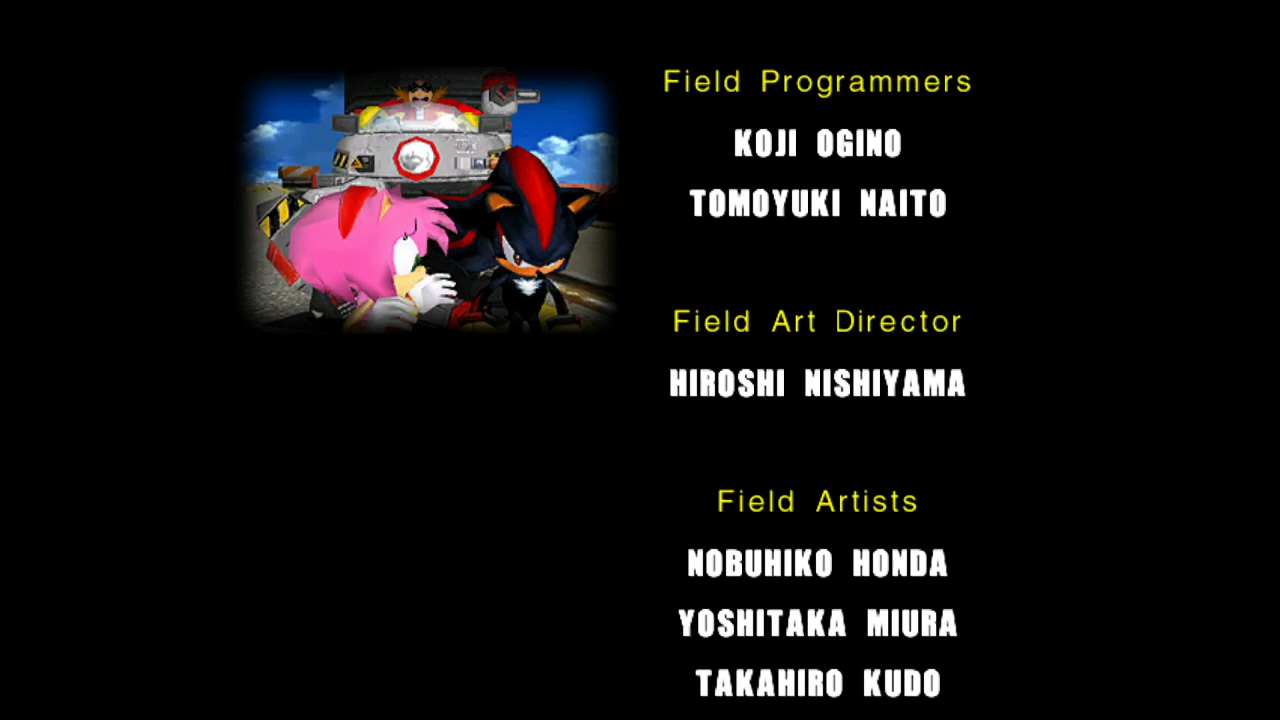 Field Programmers
KOJI OGINO
TOMOYUKI NAITO
Field Art Director
HIROSHI NISHIYAMA
Field Artists
NOBUHIKO HONDA
YOSHITAKA MIURA
TAKAHIRO KUDO